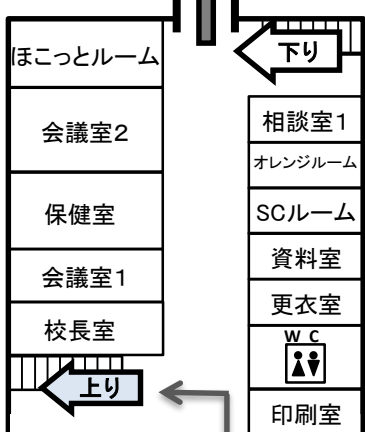 ほこっとルーム
会議室2
保健室
会議室1
校長室
上り
下り
相談室1
オレンジルーム
SCルーム
資料室
更衣室
WC
印刷室